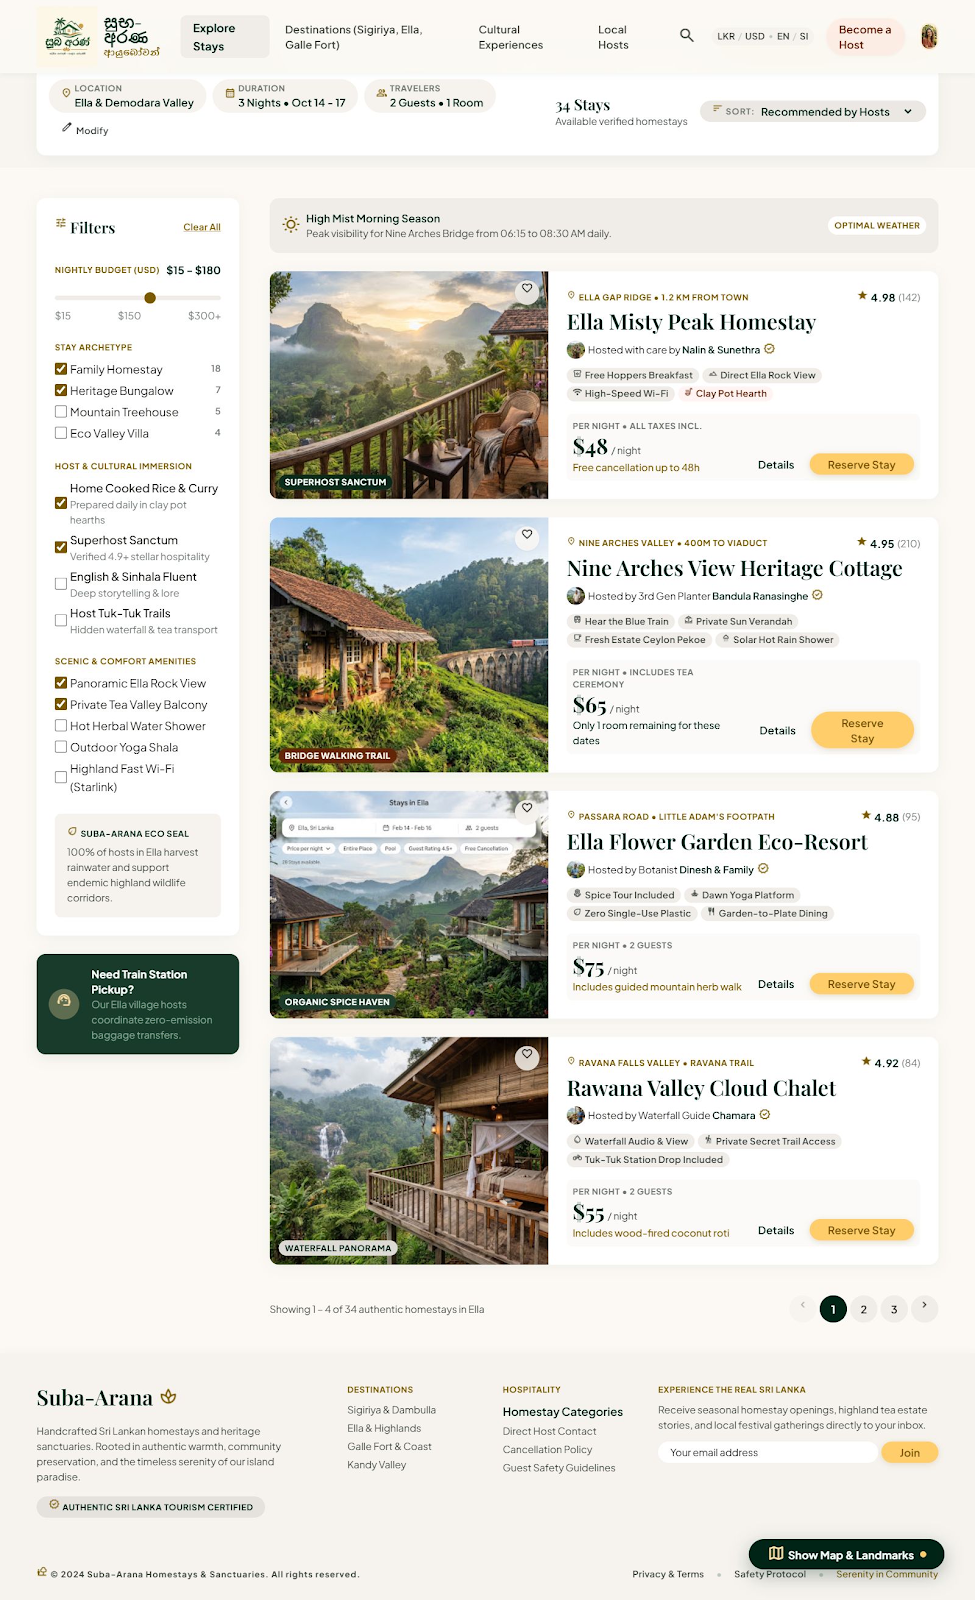 සුබ අරණ
සුභ-
අරණ
ආයුබෝවන්
Explore
Stays
Destinations (Sigiriya, Ella,
Galle Fort)
Cultural
Experiences
Local
Hosts
LKR / USD • EN / SI
Become a
Host
LOCATION
Ella & Demodara Valley
DURATION
3 Nights • Oct 14 - 17
TRAVELERS
2 Guests • 1 Room
Modify
34 Stays
Available verified homestays
SORT: Recommended by Hosts
Filters
Clear All
NIGHTLY BUDGET (USD) $15 – $180
$15 $150 $300+
STAY ARCHETYPE
Family Homestay 18
Heritage Bungalow 7
Mountain Treehouse 5
Eco Valley Villa 4
HOST & CULTURAL IMMERSION
Home Cooked Rice & Curry
Prepared daily in clay pot
hearths
Superhost Sanctum
Verified 4.9+ stellar hospitality
English & Sinhala Fluent
Deep storytelling & lore
Host Tuk-Tuk Trails
Hidden waterfall & tea transport
SCENIC & COMFORT AMENITIES
Panoramic Ella Rock View
Private Tea Valley Balcony
Hot Herbal Water Shower
Outdoor Yoga Shala
Highland Fast Wi-Fi
(Starlink)
SUBA-ARANA ECO SEAL
100% of hosts in Ella harvest
rainwater and support
endemic highland wildlife
corridors.
Need Train Station
Pickup?
Our Ella village hosts
coordinate zero-emission
baggage transfers.
High Mist Morning Season
Peak visibility for Nine Arches Bridge from 06:15 to 08:30 AM daily.
OPTIMAL WEATHER
SUPERHOST SANCTUM
ELLA GAP RIDGE • 1.2 KM FROM TOWN
4.98 (142)
Ella Misty Peak Homestay
Hosted with care by Nalin & Sunethra
Free Hoppers Breakfast
Direct Ella Rock View
High-Speed Wi-Fi
Clay Pot Hearth
PER NIGHT • ALL TAXES INCL.
$48 / night
Free cancellation up to 48h
Details
Reserve Stay
BRIDGE WALKING TRAIL
NINE ARCHES VALLEY • 400M TO VIADUCT
4.95 (210)
Nine Arches View Heritage Cottage
Hosted by 3rd Gen Planter Bandula Ranasinghe
Hear the Blue Train
Private Sun Verandah
Fresh Estate Ceylon Pekoe
Solar Hot Rain Shower
PER NIGHT • INCLUDES TEA
CEREMONY
$65 / night
Only 1 room remaining for these
dates
Details
Reserve
Stay
Stays in Ella
Ella, Sri Lanka
Feb 14 - Feb 16
2 guests
Price per night
Entire Place
Pool
Guest Rating 4.5+
Free Cancellation
ORGANIC SPICE HAVEN
PASSARA ROAD • LITTLE ADAM'S FOOTPATH
4.88 (95)
Ella Flower Garden Eco-Resort
Hosted by Botanist Dinesh & Family
Spice Tour Included
Dawn Yoga Platform
Zero Single-Use Plastic
Garden-to-Plate Dining
PER NIGHT • 2 GUESTS
$75 / night
Includes guided mountain herb walk
Details
Reserve Stay
WATERFALL PANORAMA
RAVANA FALLS VALLEY • RAVANA TRAIL
4.92 (84)
Rawana Valley Cloud Chalet
Hosted by Waterfall Guide Chamara
Waterfall Audio & View
Private Secret Trail Access
Tuk-Tuk Station Drop Included
PER NIGHT • 2 GUESTS
$55 / night
Includes wood-fired coconut roti
Details
Reserve Stay
Showing 1 – 4 of 34 authentic homestays in Ella
1 2 3
Suba-Arana
Handcrafted Sri Lankan homestays and heritage
sanctuaries. Rooted in authentic warmth, community
preservation, and the timeless serenity of our island
paradise.
AUTHENTIC SRI LANKA TOURISM CERTIFIED
DESTINATIONS
Sigiriya & Dambulla
Ella & Highlands
Galle Fort & Coast
Kandy Valley
HOSPITALITY
Homestay Categories
Direct Host Contact
Cancellation Policy
Guest Safety Guidelines
EXPERIENCE THE REAL SRI LANKA
Receive seasonal homestay openings, highland tea estate
stories, and local festival gatherings directly to your inbox.
Your email address
Join
Show Map & Landmarks
© 2024 Suba-Arana Homestays & Sanctuaries. All rights reserved.
Privacy & Terms • Safety Protocol • Serenity in Community